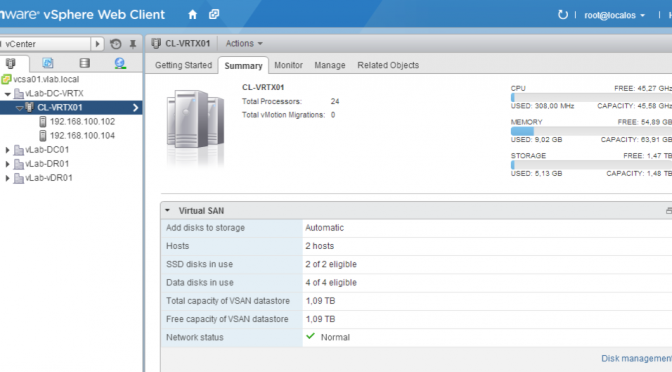 mware® vSphere Web Client
root@localos
vCenter
CL-VRTX01 Actions
vcsa01.vlab.local
vLab-DC-VRTX
CL-VRTX01
192.168.100.102
192.168.100.104
vLab-DC01
vLab-DR01
vLab-vDR01
Getting Started Summary Monitor Manage Related Objects
CL-VRTX01
Total Processors: 24
Total vMotion Migrations: 0
CPU FREE: 45,27 GHz
USED: 308,00 MHz CAPACITY: 45,58 GHz
MEMORY FREE: 54,89 GB
USED: 9,02 GB CAPACITY: 63,91 GB
STORAGE FREE: 1,47 TB
USED: 5,13 GB CAPACITY: 1,48 TB
Virtual SAN
Add disks to storage Automatic
Hosts 2 hosts
SSD disks in use 2 of 2 eligible
Data disks in use 4 of 4 eligible
Total capacity of VSAN datastore 1,09 TB
Free capacity of VSAN datastore 1,09 TB
Network status Normal
Disk management